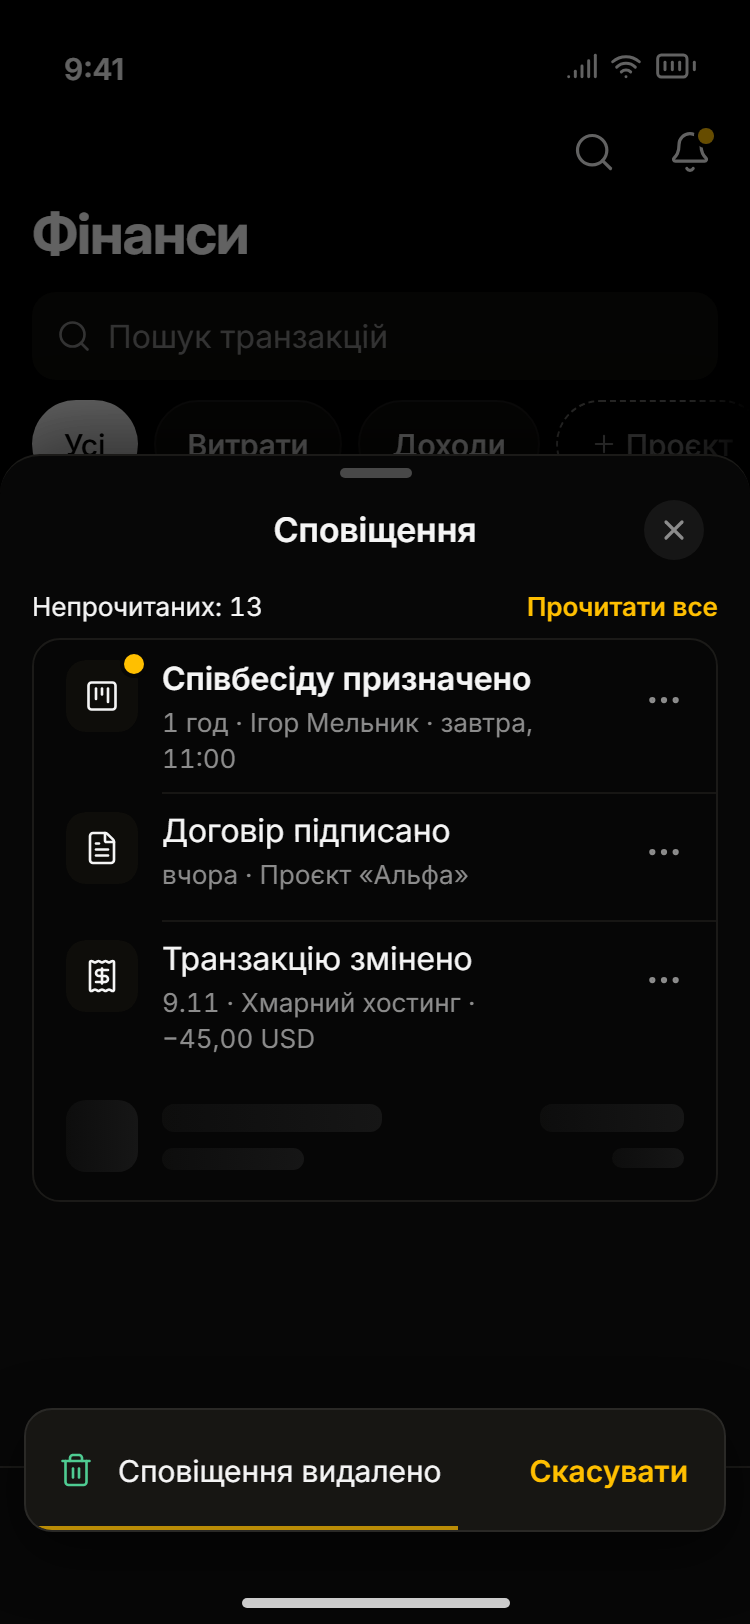 9:41
Фінанси
Пошук транзакцій
Усі Витрати Доходи + Проєкт
Сповіщення
Непрочитаних: 13 Прочитати все
Співбесіду призначено
1 год · Ігор Мельник · завтра,
11:00
Договір підписано
вчора · Проєкт «Альфа»
Транзакцію змінено
9.11 · Хмарний хостинг ·
−45,00 USD
Сповіщення видалено Скасувати